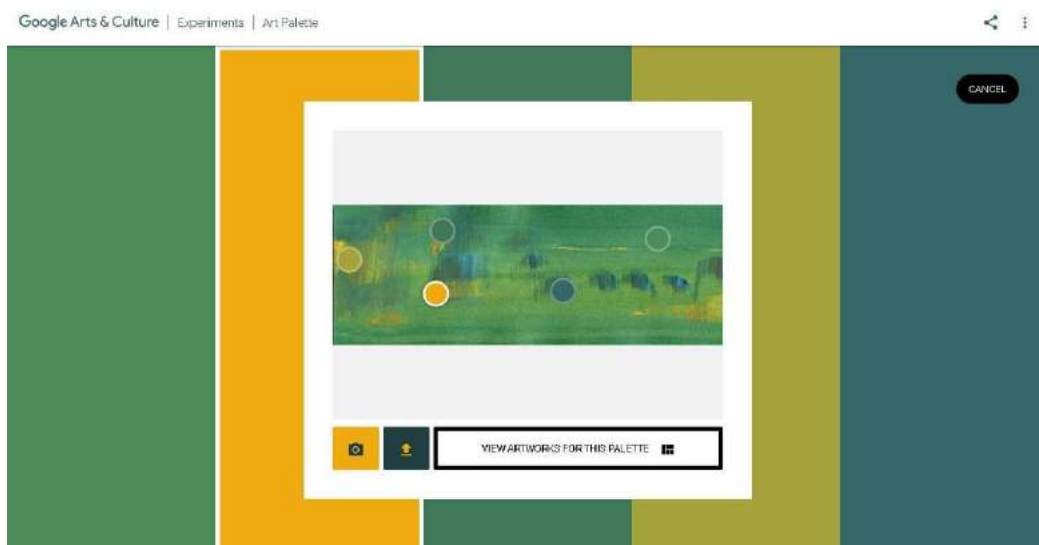 Google Arts & Culture | Experiments | Art Palette
CANCEL
VIEW ARTWORKS FOR THIS PALETTE